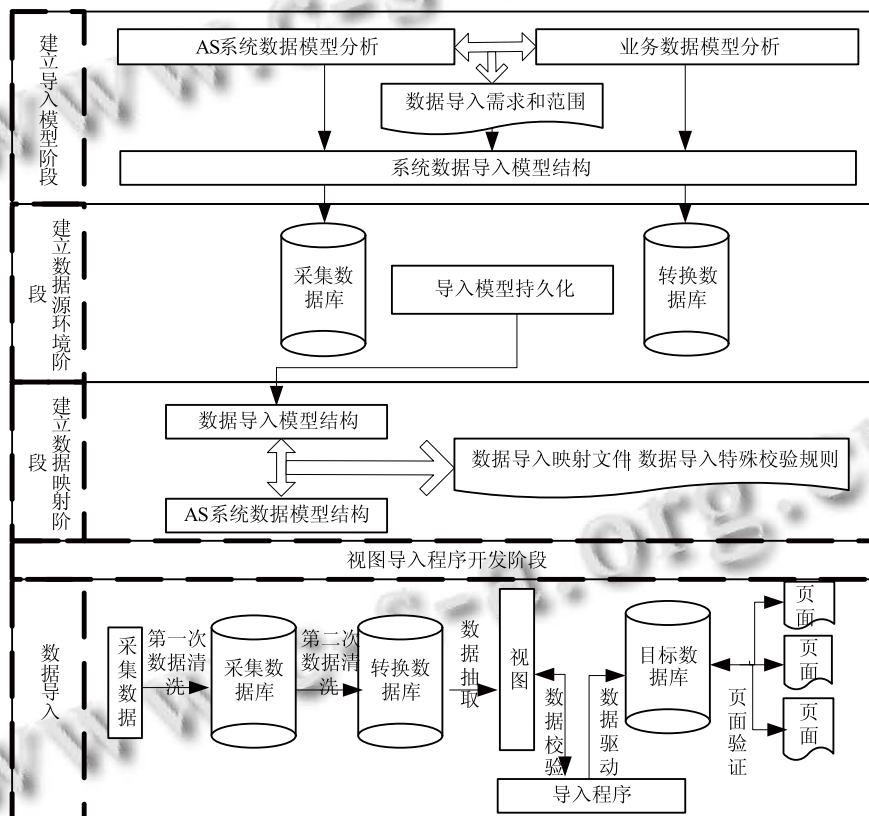 建立导入模型阶段
AS系统数据模型分析
业务数据模型分析
数据导入需求和范围
系统数据导入模型结构
建立数据源环境阶
段
采集数
据库
导入模型持久化
转换数
据库
建立数据映射阶
段
数据导入模型结构
数据导入映射文件 数据导入特殊校验规则
AS系统数据模型结构
视图导入程序开发阶段
数据导入
采集数据
第一次
数据清
洗
采集数
据库
第二次
数据清
洗
转换数
据库
数据抽取
视图
数据校验
数据驱动
导入程序
目标数
据库
页面验证
页面
页面
页面